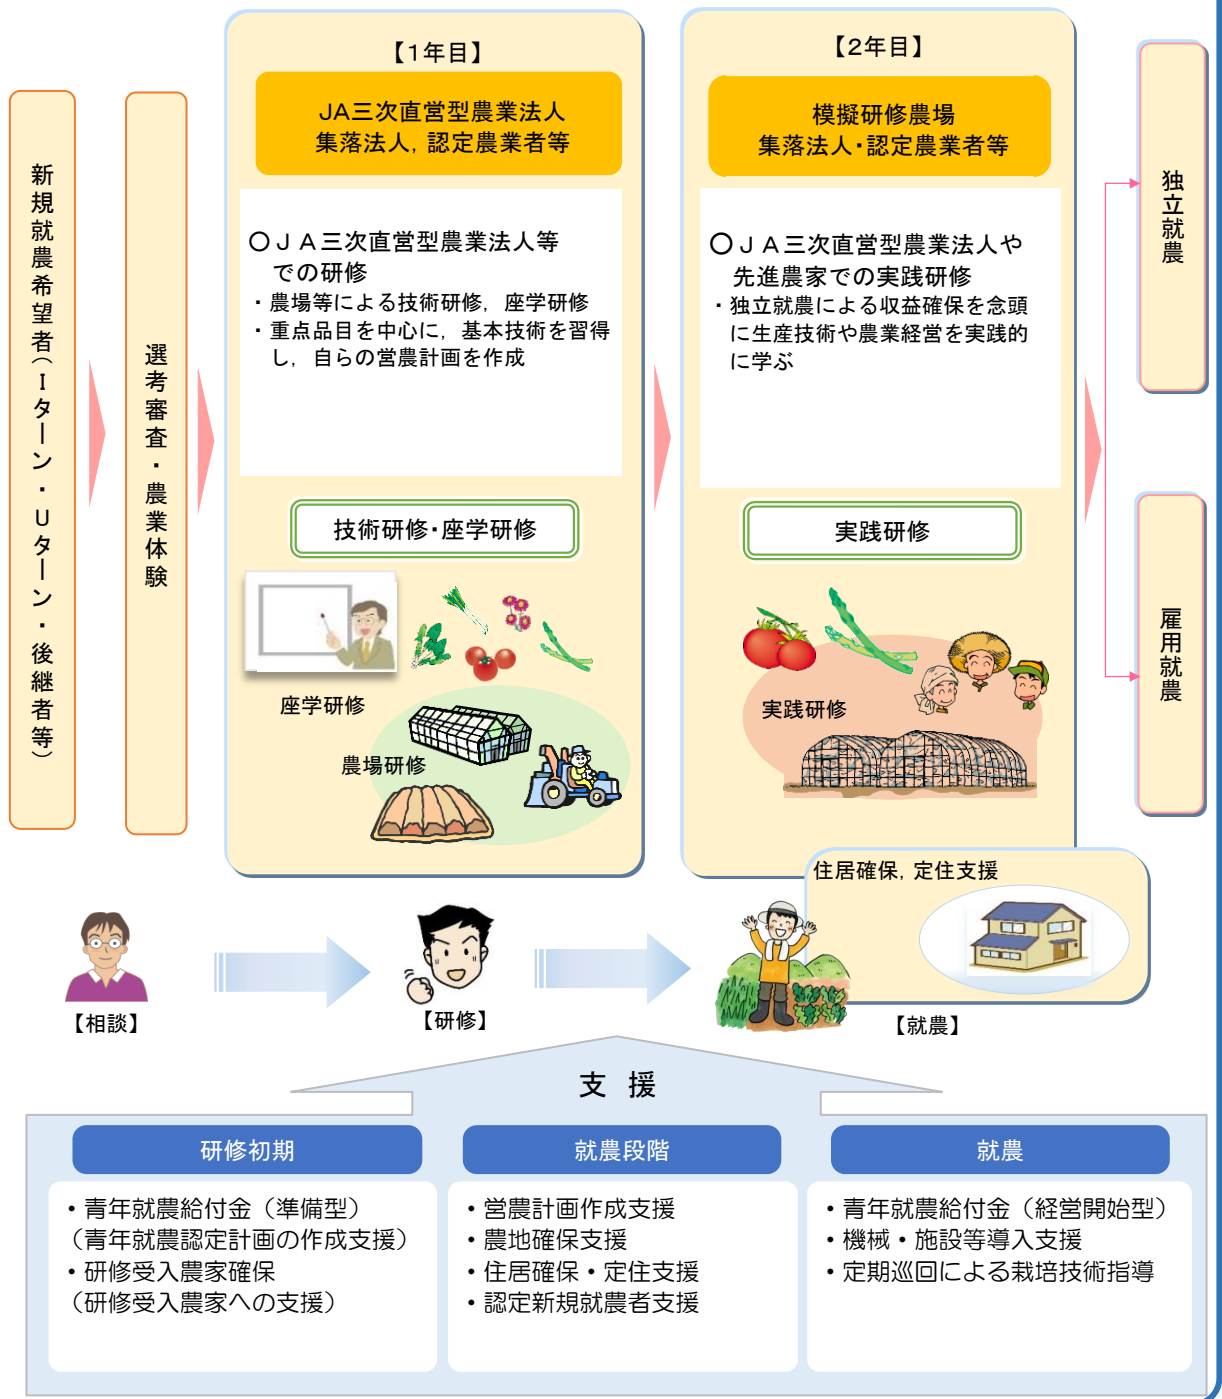 新規就農希望者（Ｉターン・Ｕターン・後継者等）
選考審査・農業体験
【１年目】
JA三次直営型農業法人
集落法人，認定農業者等
〇ＪＡ三次直営型農業法人等
での研修
・農場等による技術研修，座学研修
・重点品目を中心に，基本技術を習得
し，自らの営農計画を作成
技術研修・座学研修
座学研修
農場研修
【２年目】
模擬研修農場
集落法人・認定農業者等
〇ＪＡ三次直営型農業法人や
先進農家での実践研修
・独立就農による収益確保を念頭
に生産技術や農業経営を実践的
に学ぶ
実践研修
実践研修
独立就農
雇用就農
住居確保，定住支援
【相談】
【研修】
【就農】
支 援
研修初期
・青年就農給付金（準備型）
（青年就農認定計画の作成支援）
・研修受入農家確保
（研修受入農家への支援）
就農段階
・営農計画作成支援
・農地確保支援
・住居確保・定住支援
・認定新規就農者支援
就農
・青年就農給付金（経営開始型）
・機械・施設等導入支援
・定期巡回による栽培技術指導